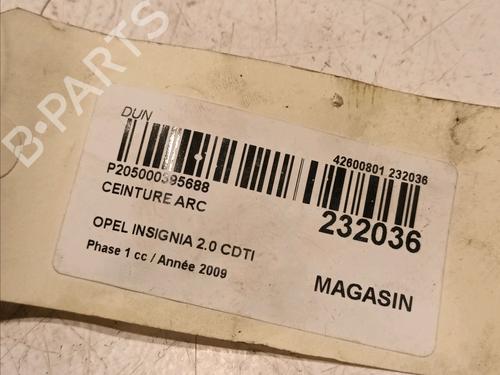 B-PARTS
DUN
42600801 232036
P205000395688
CEINTURE ARC
232036
OPEL INSIGNIA 2.0 CDTI
Phase 1 cc / Année 2009
MAGASIN